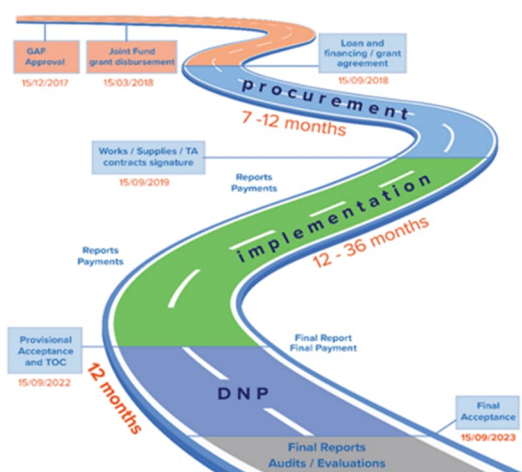 GAF
Approval
15/12/2017
Joint Fund
grant disbursement
15/03/2018
Loan and
financing / grant
agreement
15/09/2018
procurement
7 -12 months
Works / Supplies / TA
contracts signature
15/09/2019
Reports
Payments
implementation
12 - 36 months
Reports
Payments
Provisional
Acceptance
and TOC
15/09/2022
12 months
Final Report
Final Payment
DNP
Final
Acceptance
15/09/2023
Final Reports
Audits / Evaluations